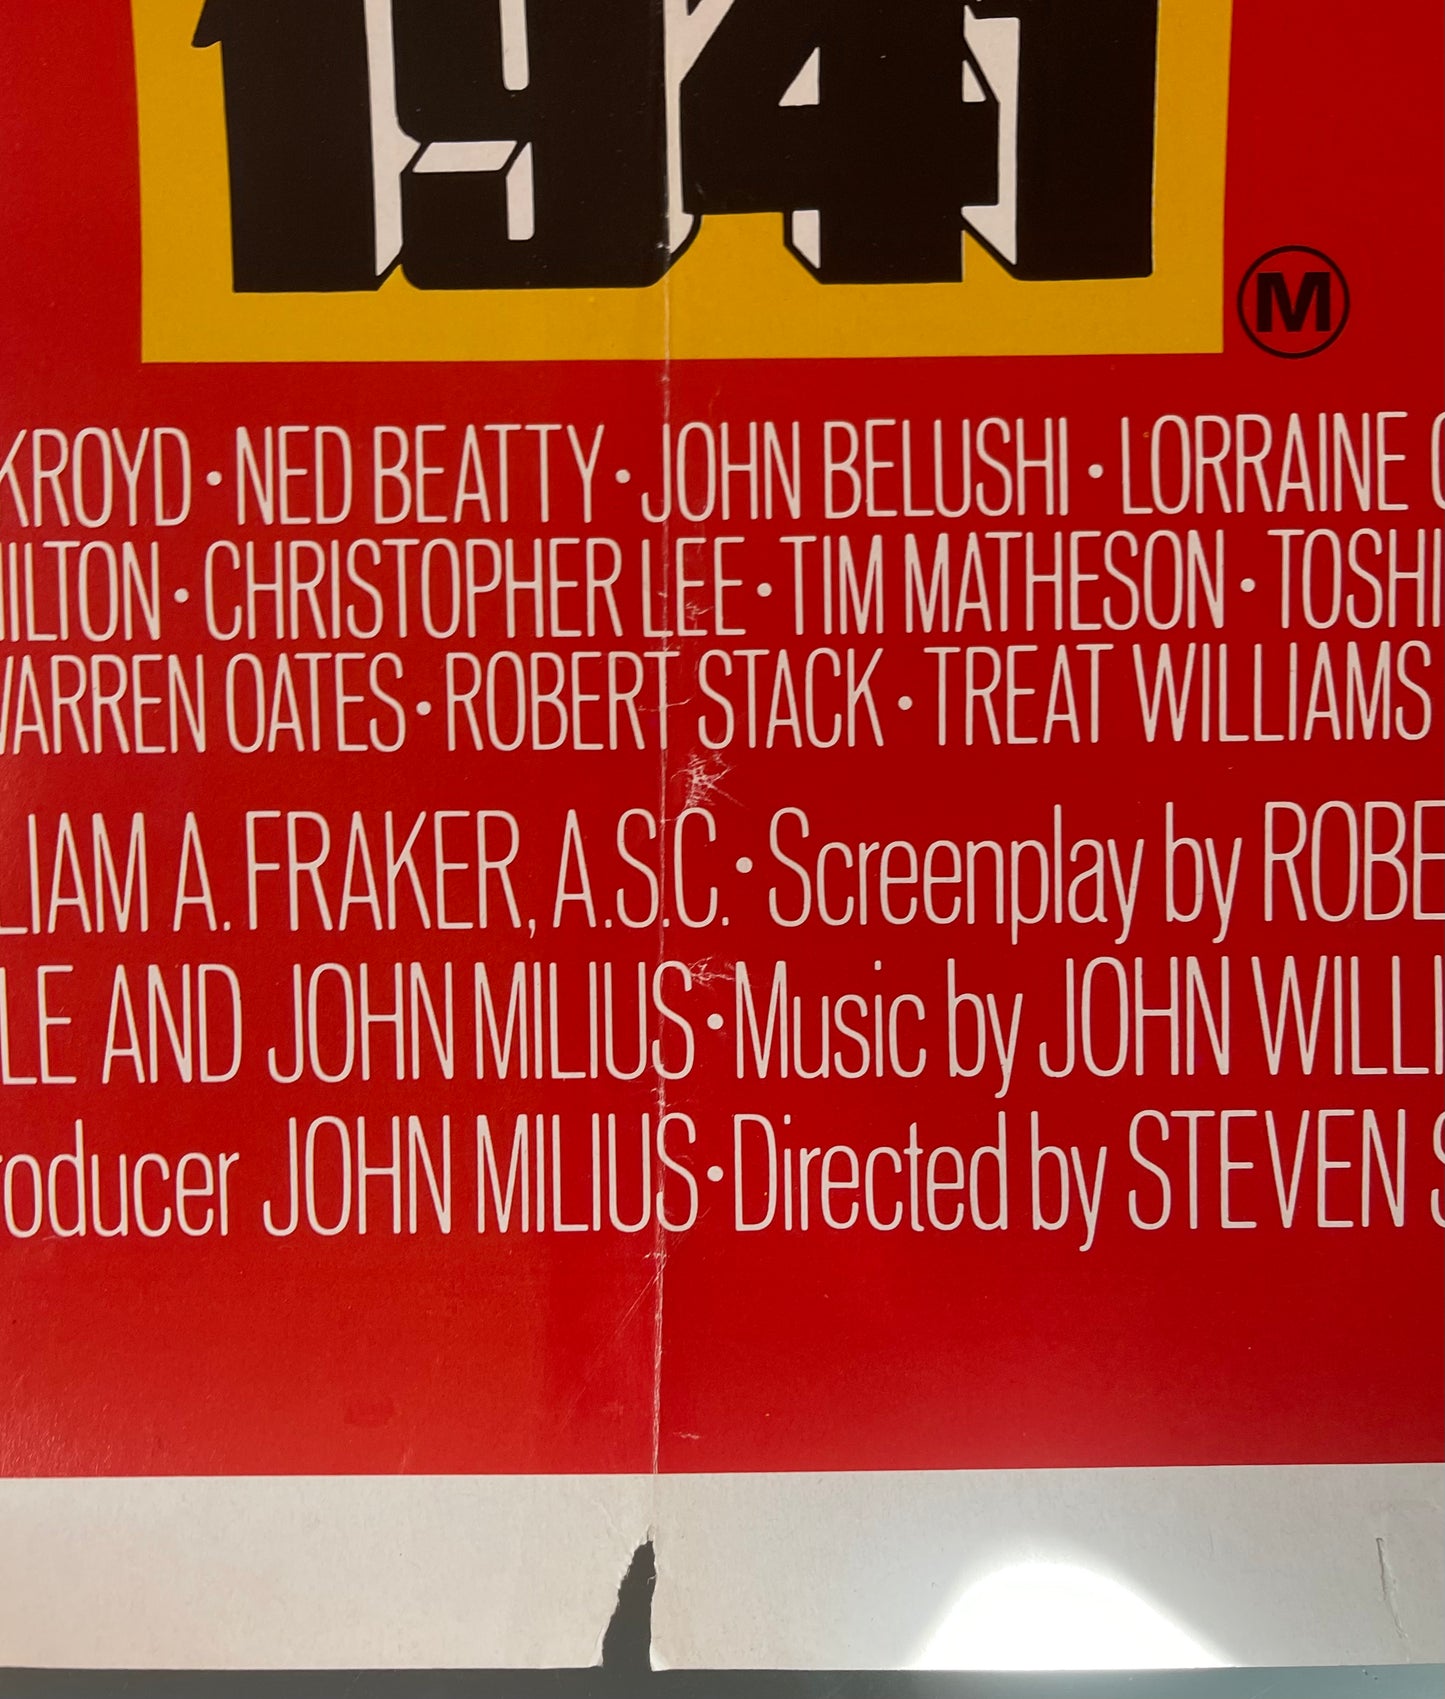 1941
M
KROYD · NED BEATTY · JOHN BELUSHI · LORRAINE
ILTON · CHRISTOPHER LEE · TIM MATHESON · TOSHI
WARREN OATES · ROBERT STACK · TREAT WILLIAMS
LIAM A. FRAKER, A.S.C. · Screenplay by ROBE
LE AND JOHN MILIUS · Music by JOHN WILLI
roducer JOHN MILIUS · Directed by STEVEN S